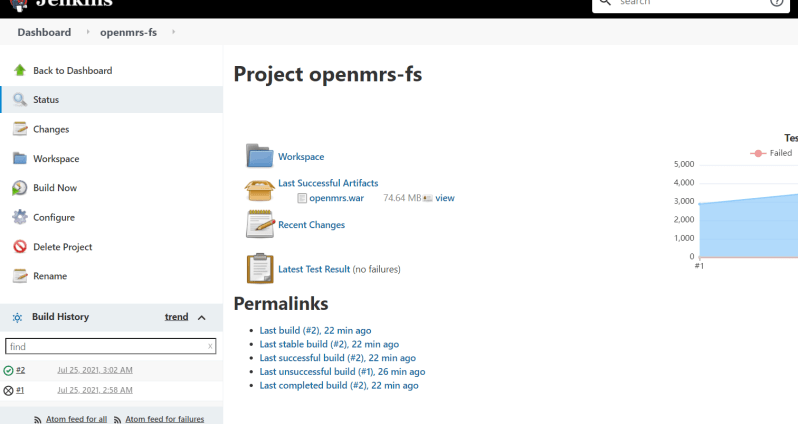 Jenkins
search
Dashboard
openmrs-fs
Back to Dashboard
Status
Changes
Workspace
Build Now
Configure
Delete Project
Rename
Build History
trend
find
x
#2
Jul 25, 2021, 3:02 AM
#1
Jul 25, 2021, 2:58 AM
Atom feed for all
Atom feed for failures
Project openmrs-fs
Workspace
Last Successful Artifacts
openmrs.war 74.64 MB view
Recent Changes
Latest Test Result (no failures)
Permalinks
Last build (#2), 22 min ago
Last stable build (#2), 22 min ago
Last successful build (#2), 22 min ago
Last unsuccessful build (#1), 26 min ago
Last completed build (#2), 22 min ago
Tes
Failed
5,000
4,000
3,000
2,000
1,000
0
#1